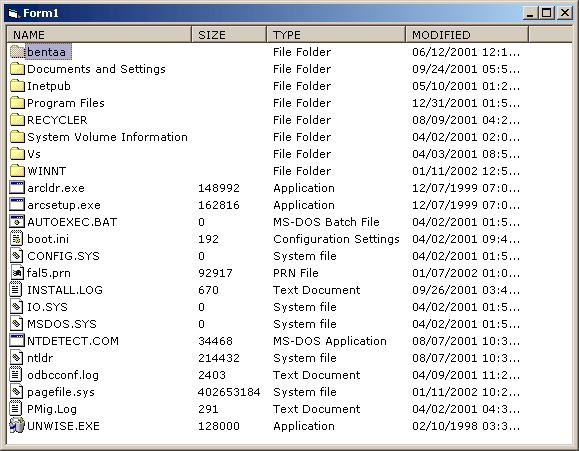 Form1
NAME SIZE TYPE MODIFIED
bentaa File Folder 06/12/2001 12:1...
Documents and Settings File Folder 09/24/2001 05:5...
Inetpub File Folder 05/10/2001 01:2...
Program Files File Folder 12/31/2001 01:5...
RECYCLER File Folder 08/09/2001 04:2...
System Volume Information File Folder 04/02/2001 02:0...
Vs File Folder 04/03/2001 08:5...
WINNT File Folder 01/11/2002 12:5...
arcldr.exe 148992 Application 12/07/1999 07:0...
arcsetup.exe 162816 Application 12/07/1999 07:0...
AUTOEXEC.BAT 0 MS-DOS Batch File 04/02/2001 01:5...
boot.ini 192 Configuration Settings 04/02/2001 09:4...
CONFIG.SYS 0 System file 04/02/2001 01:5...
fal5.prn 92917 PRN File 01/07/2002 01:0...
INSTALL.LOG 670 Text Document 09/26/2001 03:4...
IO.SYS 0 System file 04/02/2001 01:5...
MSDOS.SYS 0 System file 04/02/2001 01:5...
NTDETECT.COM 34468 MS-DOS Application 08/07/2001 10:3...
ntldr 214432 System file 08/07/2001 10:3...
odbcconf.log 2403 Text Document 04/09/2001 11:2...
pagefile.sys 402653184 System file 01/11/2002 10:2...
PMig.Log 291 Text Document 04/02/2001 04:3...
UNWISE.EXE 128000 Application 02/10/1998 03:3...